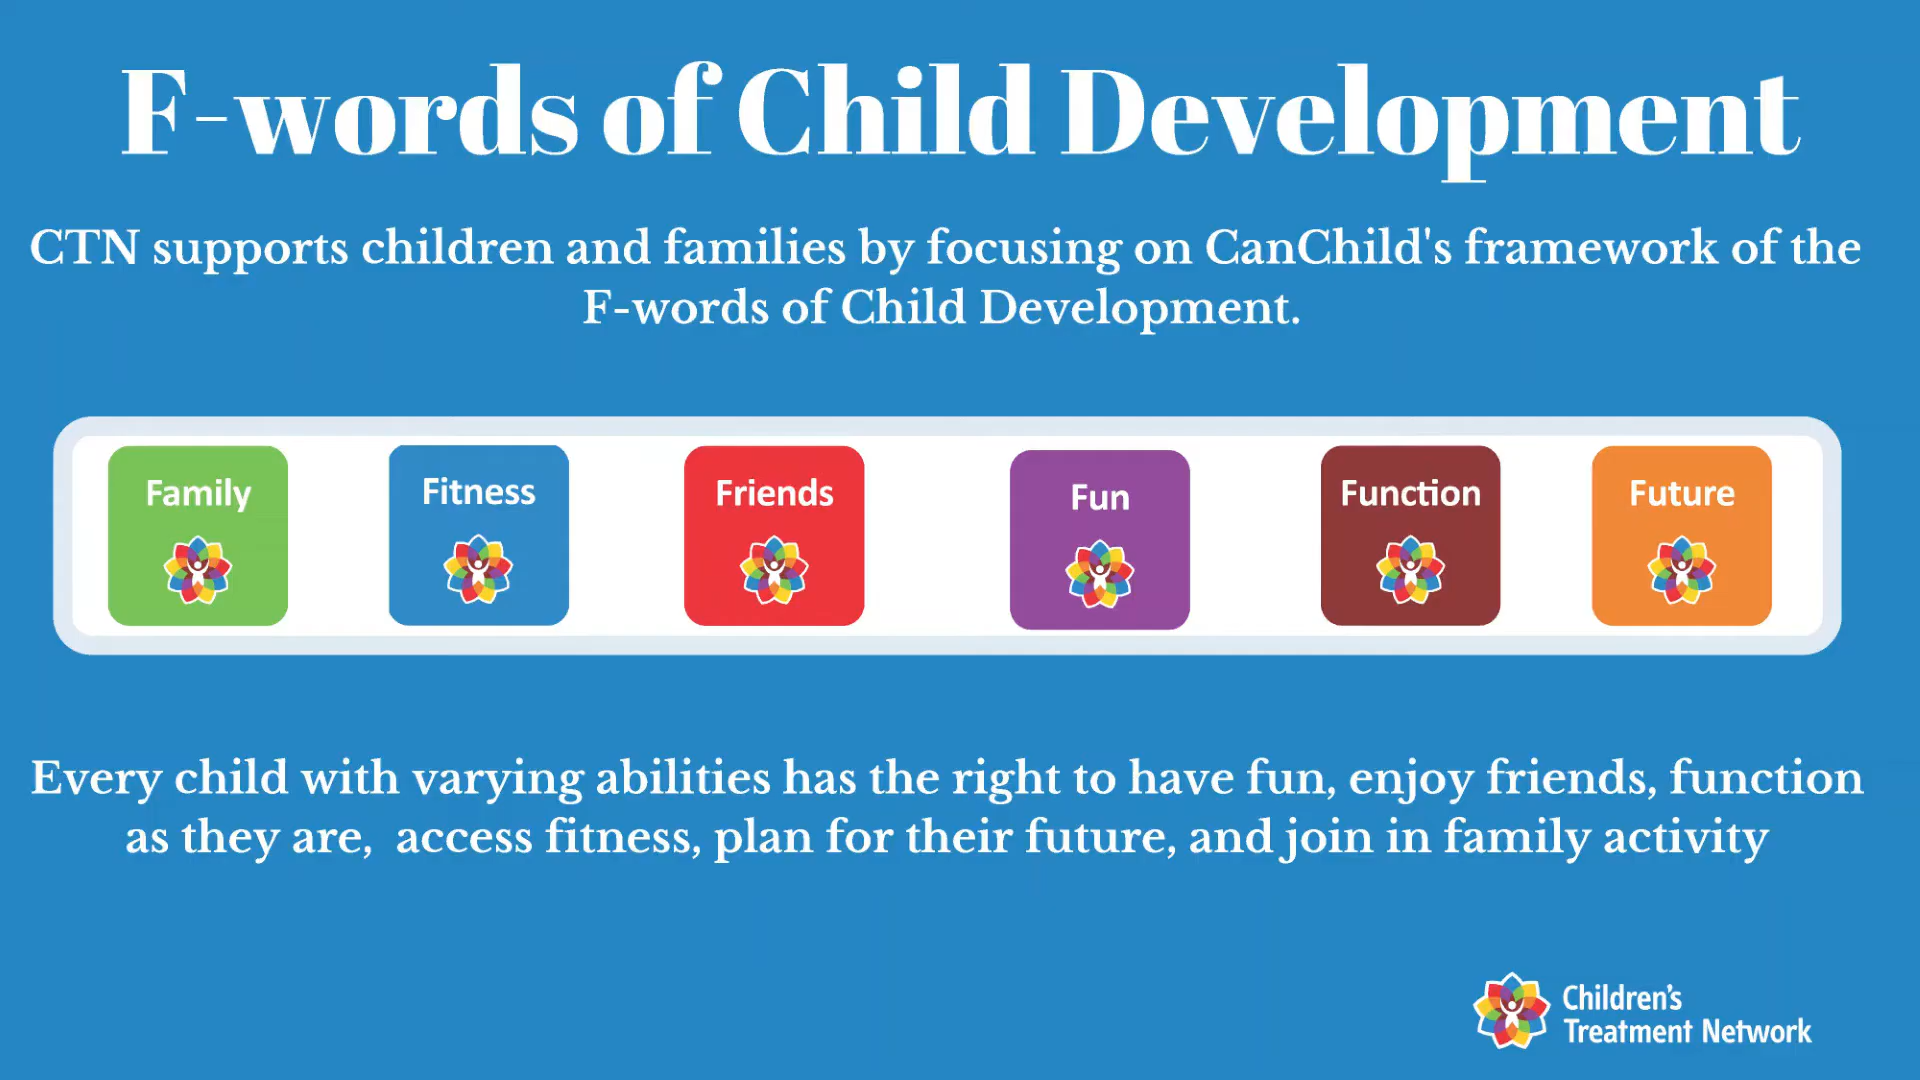 F-words of Child Development
CTN supports children and families by focusing on CanChild's framework of the
F-words of Child Development.
Family
Fitness
Friends
Fun
Function
Future
Every child with varying abilities has the right to have fun, enjoy friends, function
as they are,  access fitness, plan for their future, and join in family activity
Children's
Treatment Network